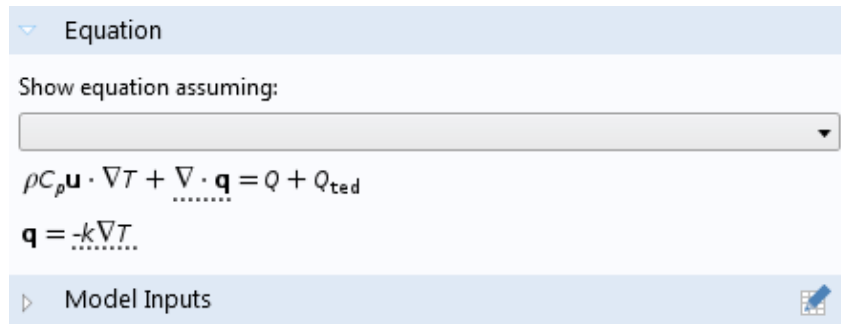 Equation
Show equation assuming:
ρC_p𝐮 · ∇T + ∇ · 𝐪 = Q + Q_ted
𝐪 = -k∇T
Model Inputs